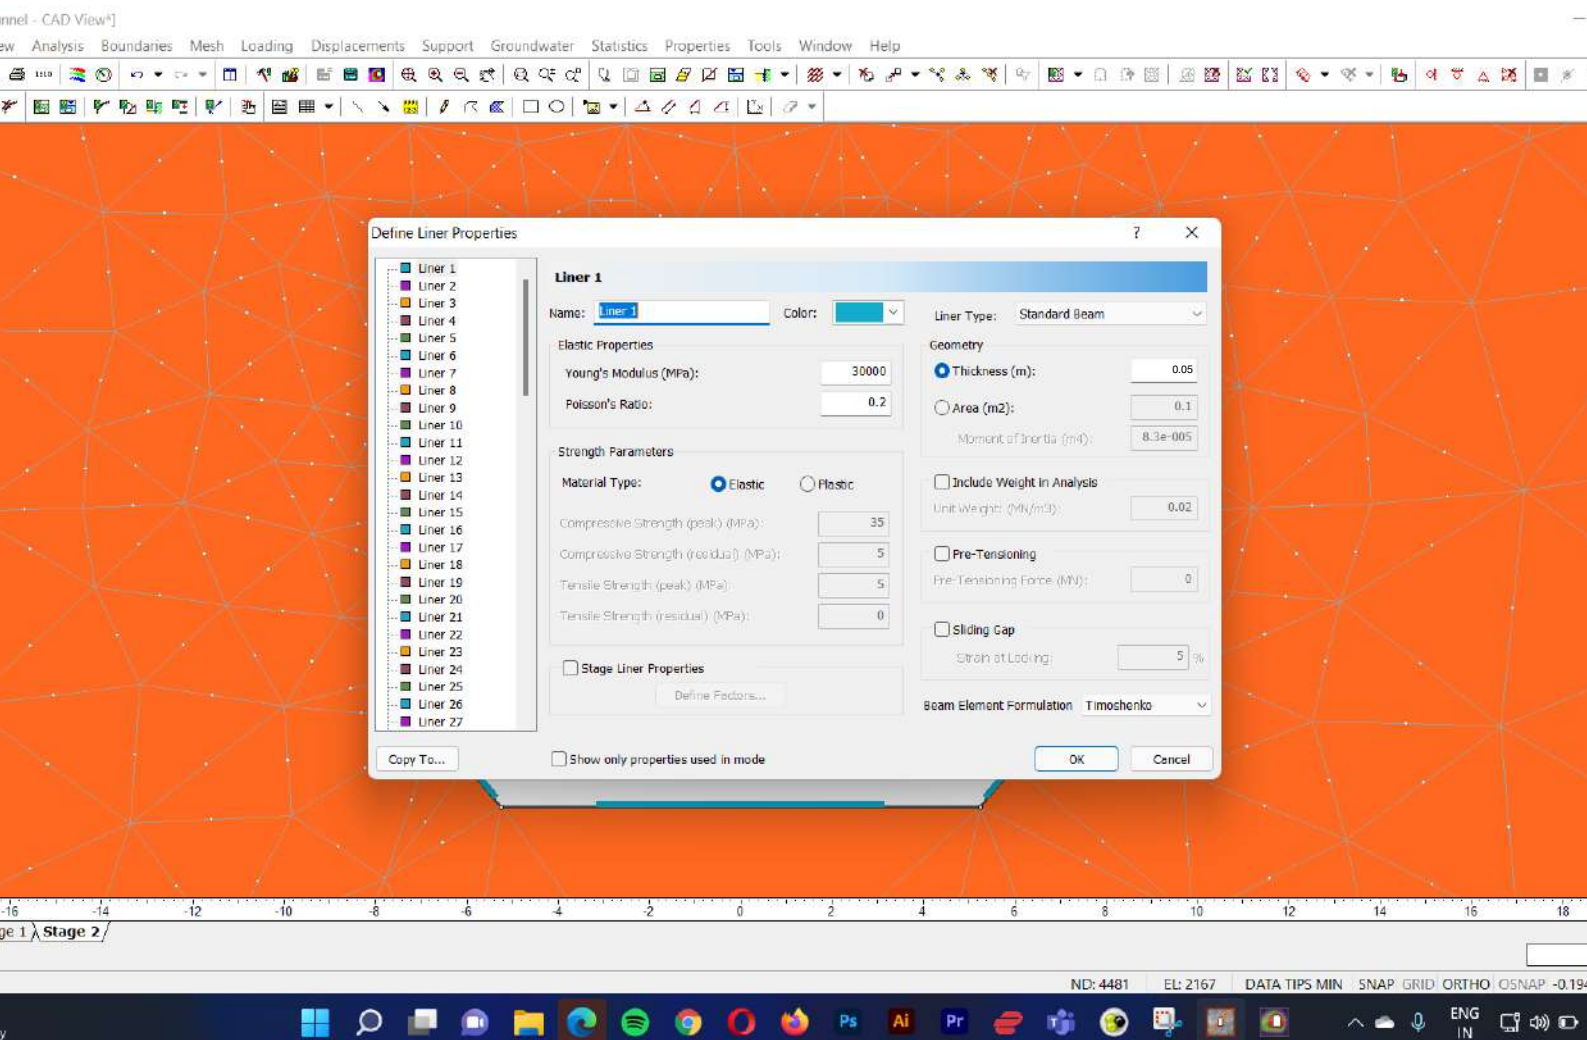 unnel - CAD View*]
ew Analysis Boundaries Mesh Loading Displacements Support Groundwater Statistics Properties Tools Window Help
Define Liner Properties ? ×
Liner 1
Liner 2
Liner 3
Liner 4
Liner 5
Liner 6
Liner 7
Liner 8
Liner 9
Liner 10
Liner 11
Liner 12
Liner 13
Liner 14
Liner 15
Liner 16
Liner 17
Liner 18
Liner 19
Liner 20
Liner 21
Liner 22
Liner 23
Liner 24
Liner 25
Liner 26
Liner 27
Copy To...
Liner 1
Name: Liner 1 Color:
Elastic Properties
Young's Modulus (MPa): 30000
Poisson's Ratio: 0.2
Strength Parameters
Material Type: Elastic Plastic
Compressive Strength (peak) (MPa): 35
Compressive Strength (residual) (MPa): 5
Tensile Strength (peak) (MPa): 5
Tensile Strength (residual) (MPa): 0
Stage Liner Properties
Define Factors...
Show only properties used in mode
Liner Type: Standard Beam
Geometry
Thickness (m): 0.05
Area (m2): 0.1
Moment of Inertia (m4): 8.3e-005
Include Weight in Analysis
Unit Weight: (MN/m3): 0.02
Pre-Tensioning
Pre-Tensioning Force (MN): 0
Sliding Gap
Strain at Locking: 5 %
Beam Element Formulation Timoshenko
OK Cancel
-16 -14 -12 -10 -8 -6 -4 -2 0 2 4 6 8 10 12 14 16 18
ge 1 Stage 2
ND: 4481 EL: 2167 DATA TIPS MIN SNAP GRID ORTHO OSNAP -0.194
Ps Ai Pr
ENG
IN